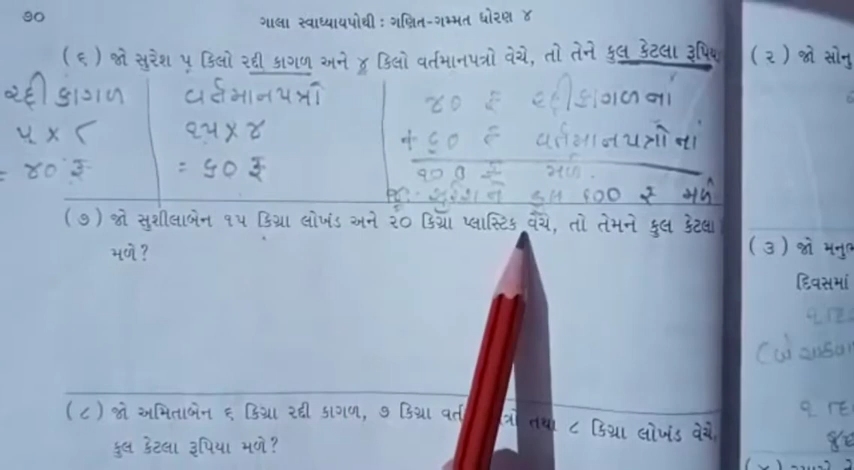 ૭૦
ગાલા સ્વાધ્યાયપોથી : ગણિત-ગમ્મત ધોરણ ૪
(૬) જો સુરેશ ૫ કિલો રદ્દી કાગળ અને ૪ કિલો વર્તમાનપત્રો વેચે, તો તેને કુલ કેટલા રૂપિયા
રદ્દી કાગળ
૫ × ૮
= ૪૦ રૂ
વર્તમાનપત્રો
૧૫ × ૪
= ૬૦ રૂ
૪૦ રૂ રદ્દીકાગળનાં
+ ૬૦ રૂ વર્તમાનપત્રોનાં
૧૦૦ રૂ મળે.
જ. સુરેશને કુલ ૧૦૦ રૂ મળે
(૭) જો સુશીલાબેન ૧૫ કિગ્રા લોખંડ અને ૨૦ કિગ્રા પ્લાસ્ટિક વેચે, તો તેમને કુલ કેટલા
મળે?
(૮) જો અમિતાબેન ૬ કિગ્રા રદ્દી કાગળ, ૭ કિગ્રા તથા ૮ કિગ્રા લોખંડ વેચે,
કુલ કેટલા રૂપિયા મળે?
(૨) જો સોનુ
(૩) જો
દિવસમાં